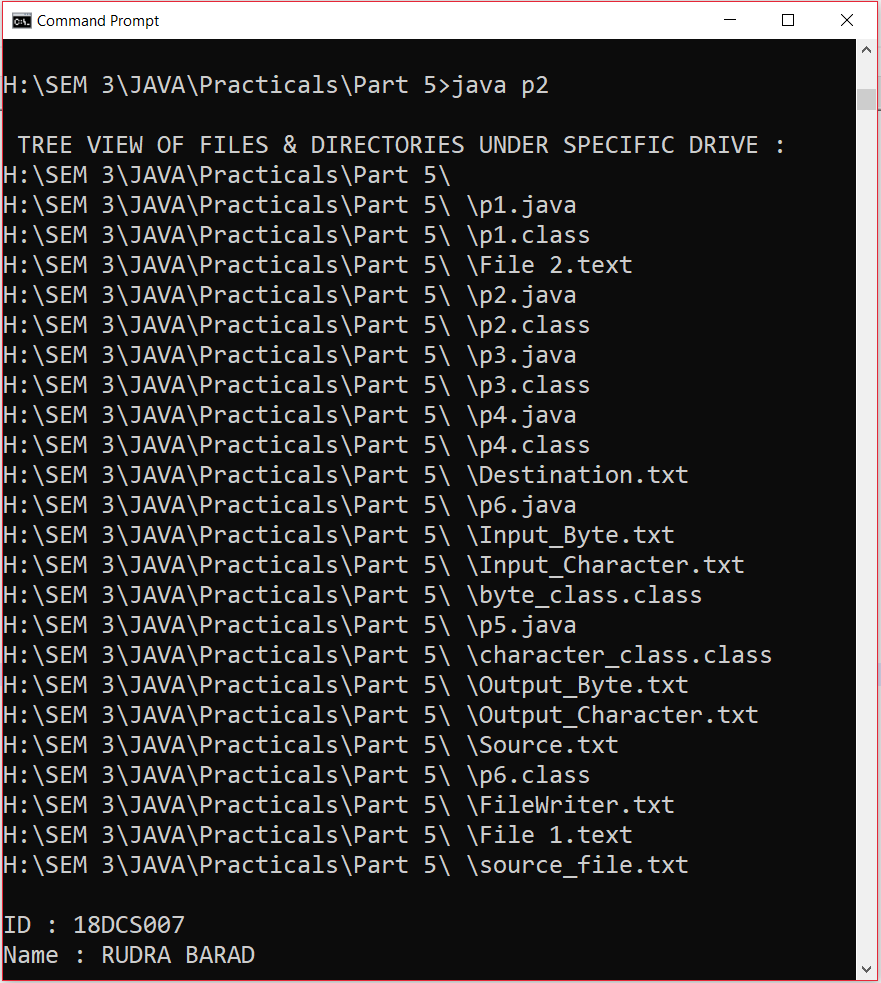 Command Prompt
H:\SEM 3\JAVA\Practicals\Part 5>java p2
TREE VIEW OF FILES & DIRECTORIES UNDER SPECIFIC DRIVE :
H:\SEM 3\JAVA\Practicals\Part 5\
H:\SEM 3\JAVA\Practicals\Part 5\ \p1.java
H:\SEM 3\JAVA\Practicals\Part 5\ \p1.class
H:\SEM 3\JAVA\Practicals\Part 5\ \File 2.text
H:\SEM 3\JAVA\Practicals\Part 5\ \p2.java
H:\SEM 3\JAVA\Practicals\Part 5\ \p2.class
H:\SEM 3\JAVA\Practicals\Part 5\ \p3.java
H:\SEM 3\JAVA\Practicals\Part 5\ \p3.class
H:\SEM 3\JAVA\Practicals\Part 5\ \p4.java
H:\SEM 3\JAVA\Practicals\Part 5\ \p4.class
H:\SEM 3\JAVA\Practicals\Part 5\ \Destination.txt
H:\SEM 3\JAVA\Practicals\Part 5\ \p6.java
H:\SEM 3\JAVA\Practicals\Part 5\ \Input_Byte.txt
H:\SEM 3\JAVA\Practicals\Part 5\ \Input_Character.txt
H:\SEM 3\JAVA\Practicals\Part 5\ \byte_class.class
H:\SEM 3\JAVA\Practicals\Part 5\ \p5.java
H:\SEM 3\JAVA\Practicals\Part 5\ \character_class.class
H:\SEM 3\JAVA\Practicals\Part 5\ \Output_Byte.txt
H:\SEM 3\JAVA\Practicals\Part 5\ \Output_Character.txt
H:\SEM 3\JAVA\Practicals\Part 5\ \Source.txt
H:\SEM 3\JAVA\Practicals\Part 5\ \p6.class
H:\SEM 3\JAVA\Practicals\Part 5\ \FileWriter.txt
H:\SEM 3\JAVA\Practicals\Part 5\ \File 1.text
H:\SEM 3\JAVA\Practicals\Part 5\ \source_file.txt
ID : 18DCS007
Name : RUDRA BARAD